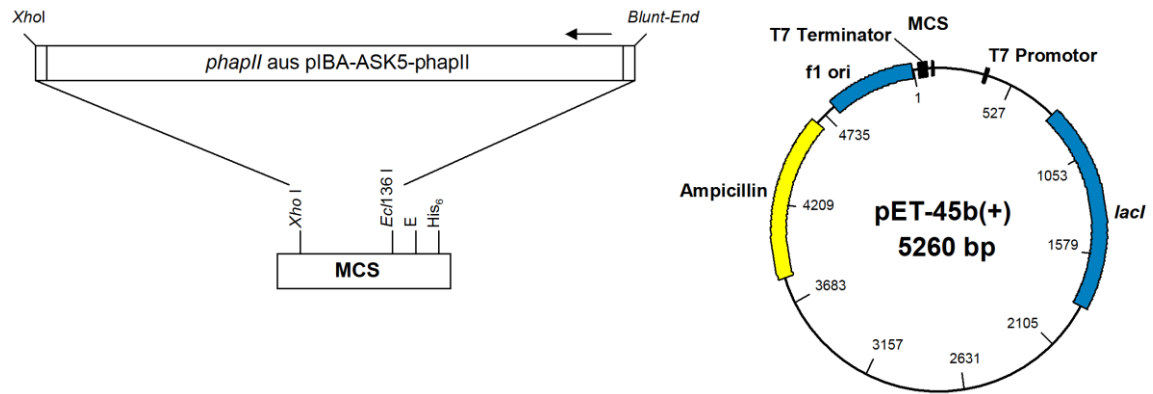 XhoI
Blunt-End
phapII aus pIBA-ASK5-phapII
Xho I
Ecl136 I
E
His6
MCS
T7 Terminator
MCS
T7 Promotor
f1 ori
1
527
4735
1053
Ampicillin
4209
lacI
pET-45b(+)
5260 bp
1579
3683
2105
3157
2631